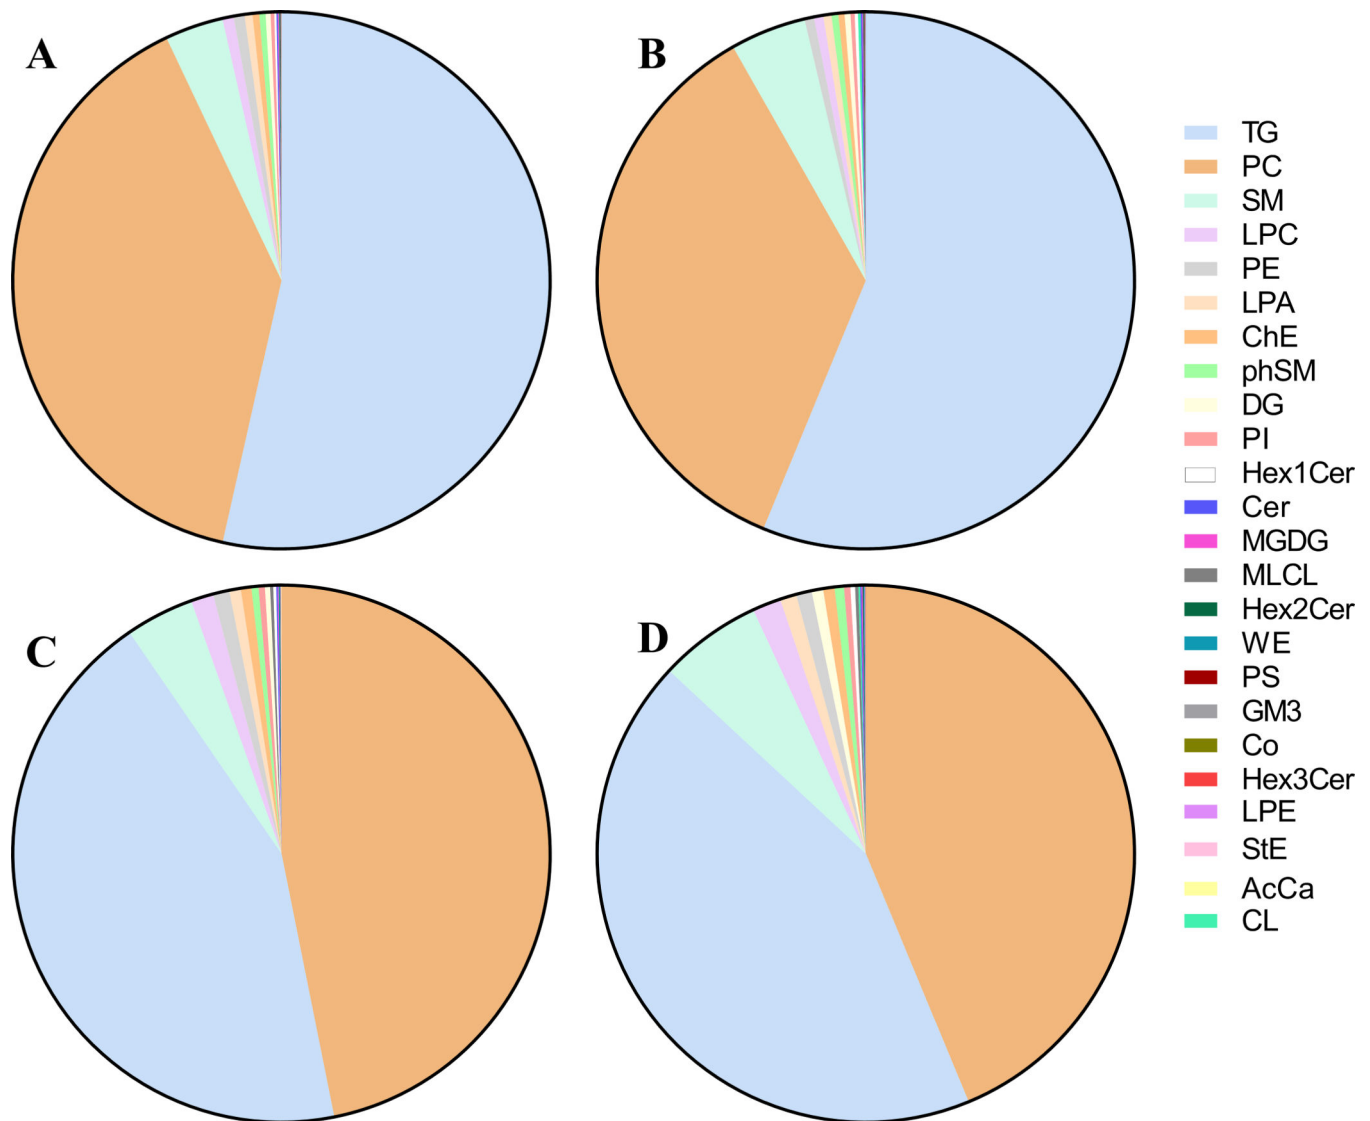 A
B
C
D
TG
PC
SM
LPC
PE
LPA
ChE
phSM
DG
PI
Hex1Cer
Cer
MGDG
MLCL
Hex2Cer
WE
PS
GM3
Co
Hex3Cer
LPE
StE
AcCa
CL